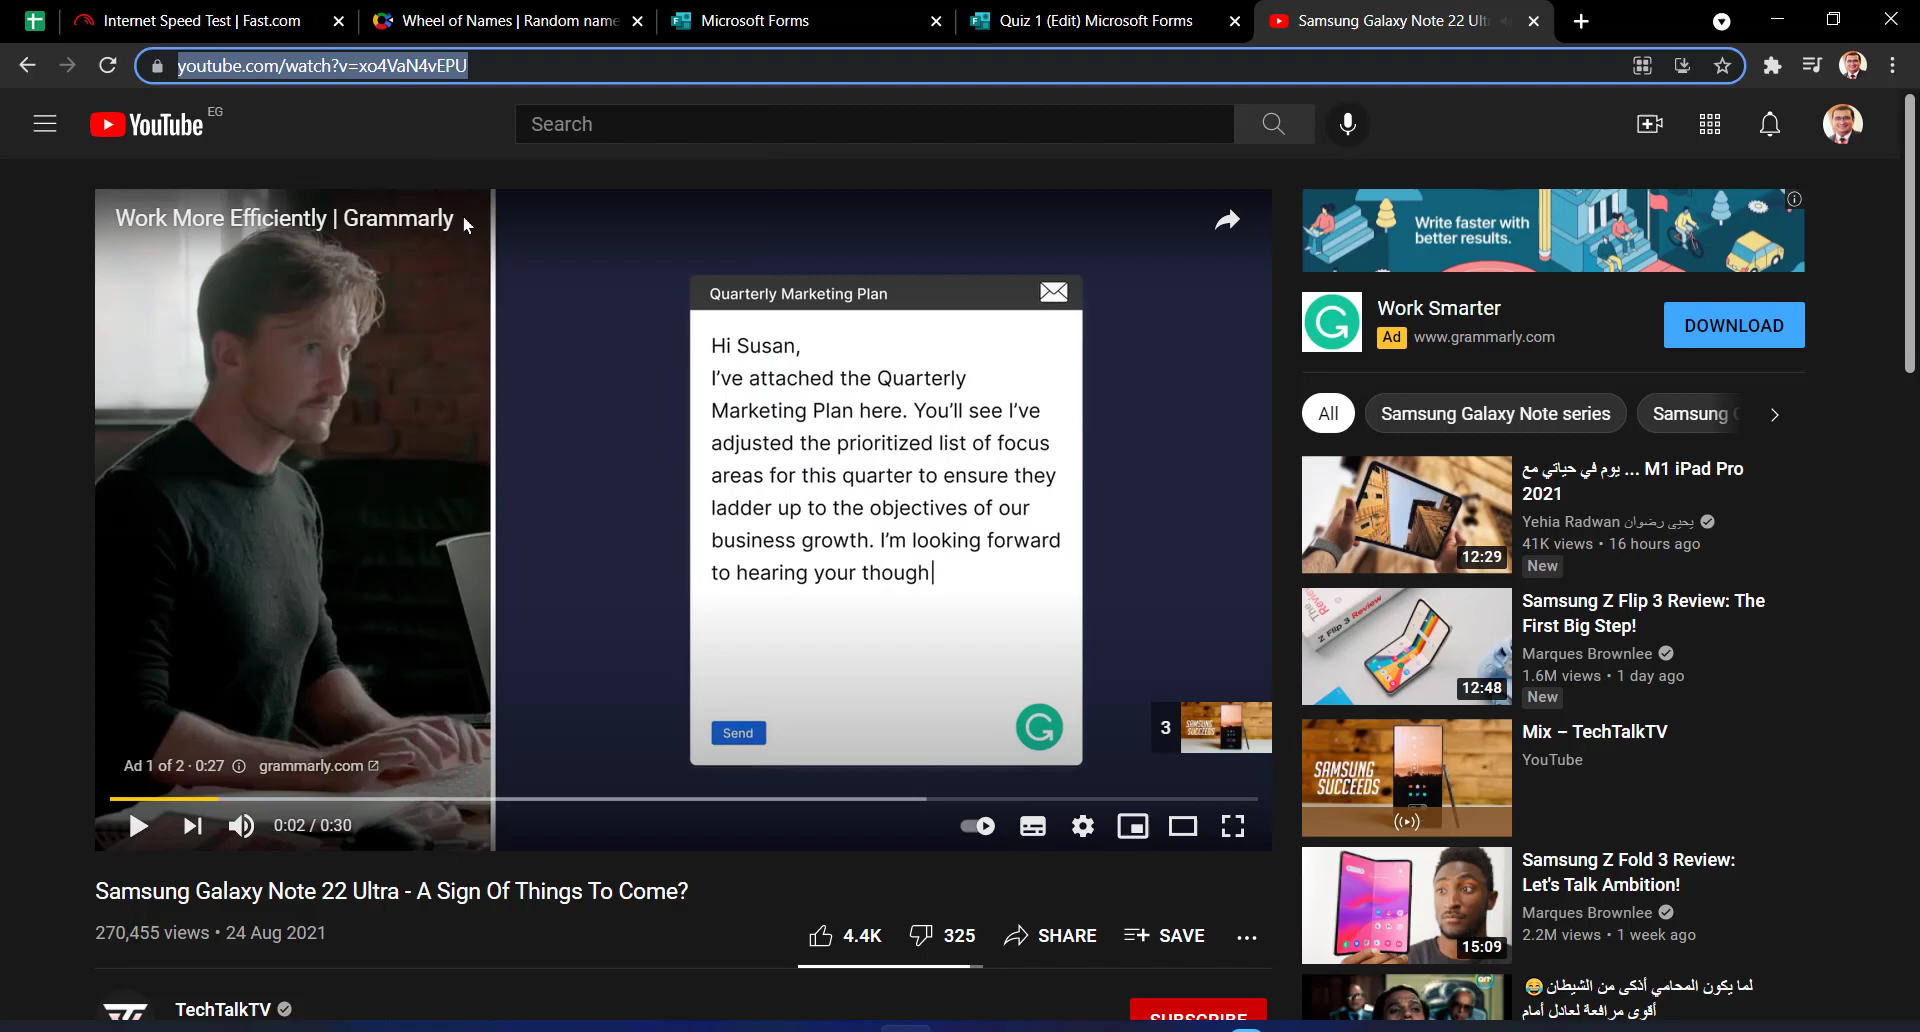 Internet Speed Test | Fast.com
Wheel of Names | Random name
Microsoft Forms
Quiz 1 (Edit) Microsoft Forms
Samsung Galaxy Note 22 Ult
youtube.com/watch?v=xo4VaN4vEPU
YouTube
EG
Search
Work More Efficiently | Grammarly
Quarterly Marketing Plan
Hi Susan,
I've attached the Quarterly
Marketing Plan here. You'll see I've
adjusted the prioritized list of focus
areas for this quarter to ensure they
ladder up to the objectives of our
business growth. I'm looking forward
to hearing your though
Send
3
SAMSUNG
SUCCEEDS
Ad 1 of 2 · 0:27
grammarly.com
0:02 / 0:30
Samsung Galaxy Note 22 Ultra - A Sign Of Things To Come?
270,455 views • 24 Aug 2021
4.4K
325
SHARE
SAVE
TechTalkTV
SUBSCRIBE
Write faster with
better results.
Work Smarter
Ad www.grammarly.com
DOWNLOAD
All
Samsung Galaxy Note series
Samsung
يوم في حياتي مع ... M1 iPad Pro
2021
Yehia Radwan يحيى رضوان
41K views • 16 hours ago
New
12:29
Samsung Z Flip 3 Review: The
First Big Step!
Marques Brownlee
1.6M views • 1 day ago
New
Z Flip 3 Review
12:48
Mix – TechTalkTV
YouTube
SAMSUNG
SUCCEEDS
Samsung Z Fold 3 Review:
Let's Talk Ambition!
Marques Brownlee
2.2M views • 1 week ago
15:09
لما يكون المحامي أذكى من الشيطان😂
أقوى مرافعة لعادل أمام